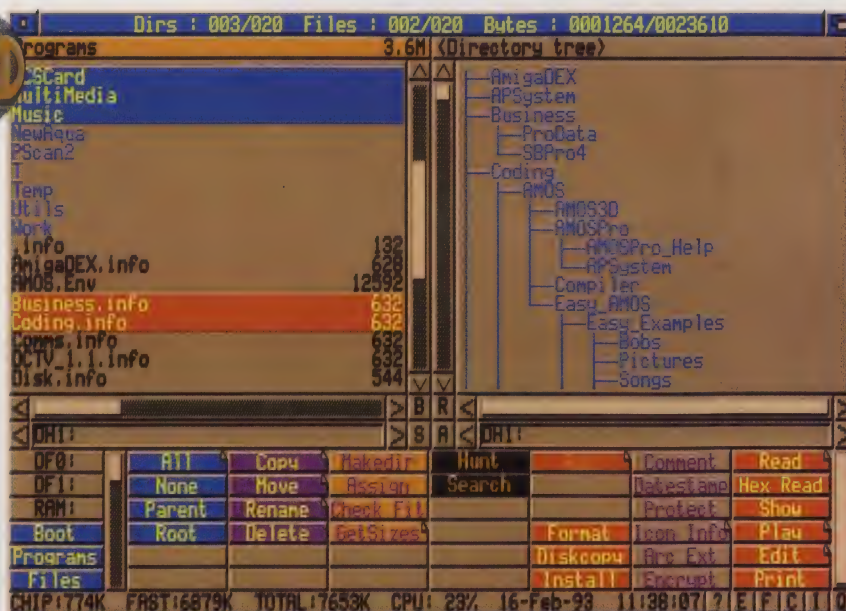 Dirs : 003/020 Files : 002/020 Bytes : 0001264/0023610
Programs 3.6M
(Directory tree)
MultiMedia
Music
NewAqua
PScan2
T
Temp
Utils
Work
.info 132
AmigaDEX.info 628
AMOS.Env 12592
Business.info 632
Coding.info 632
Comms.info 632
DCTV_1.1.info 632
Disk.info 544
AmigaDEX
APSystem
Business
ProData
SBPro4
Coding
AMOS
AMOS3D
AMOSPro
AMOSPro_Help
APSystem
Compiler
Easy_AMOS
Easy_Examples
Bobs
Pictures
Songs
B R
S A
DH1:
DH1:
DF0: All Copy Makedir Hunt Comment Read
DF1: None Move Assign Search Datestamp Hex Read
RAM: Parent Rename Check Fit Protect Show
Boot Root Delete GetSizes Format Icon Info Play
Programs Diskcopy Arc Ext Edit
Files Install Encrypt Print
CHIP:774K FAST:6879K TOTAL:7653K CPU: 23% 16-Feb-93 11:38:07 ? E F C I Q